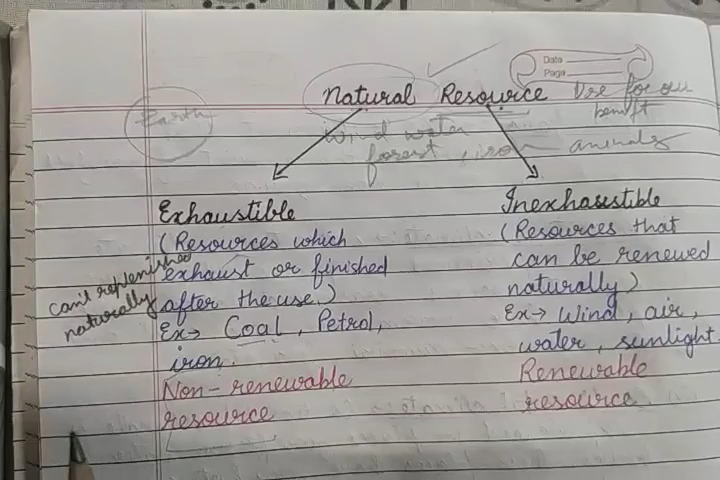 Date
Page
Natural Resource
Use for our
benefit
Earth
Wind water
forest, iron animals
Exhaustible
(Resources which
exhaust or finished
after the use.)
Ex→ Coal, Petrol,
iron.
Non-renewable
resource
can't replenished
naturally
Inexhaustible
(Resources that
can be renewed
naturally)
Ex→ Wind, air,
water, sunlight.
Renewable
resource